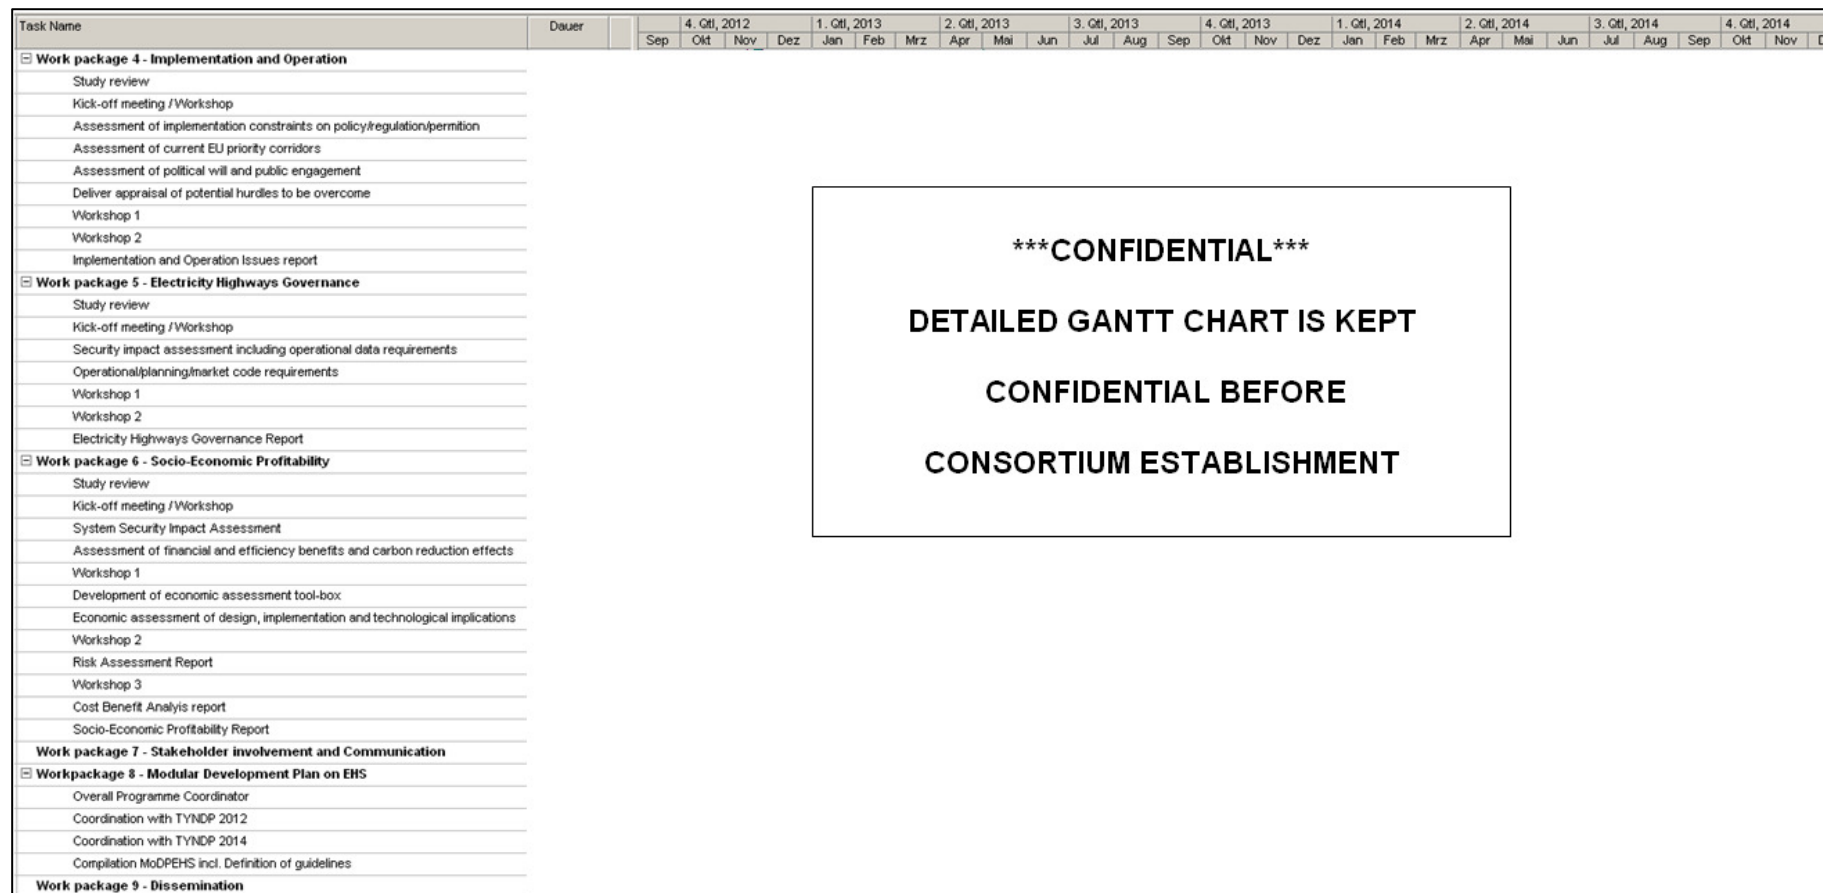 Task Name Dauer 4. Qtl, 2012 1. Qtl, 2013 2. Qtl, 2013 3. Qtl, 2013 4. Qtl, 2013 1. Qtl, 2014 2. Qtl, 2014 3. Qtl, 2014 4. Qtl, 2014
Sep Okt Nov Dez Jan Feb Mrz Apr Mai Jun Jul Aug Sep Okt Nov Dez Jan Feb Mrz Apr Mai Jun Jul Aug Sep Okt Nov
Work package 4 - Implementation and Operation
Study review
Kick-off meeting / Workshop
Assessment of implementation constraints on policy/regulation/permition
Assessment of current EU priority corridors
Assessment of political will and public engagement
Deliver appraisal of potential hurdles to be overcome
Workshop 1
Workshop 2
Implementation and Operation Issues report
Work package 5 - Electricity Highways Governance
Study review
Kick-off meeting / Workshop
Security impact assessment including operational data requirements
Operational/planning/market code requirements
Workshop 1
Workshop 2
Electricity Highways Governance Report
Work package 6 - Socio-Economic Profitability
Study review
Kick-off meeting / Workshop
System Security Impact Assessment
Assessment of financial and efficiency benefits and carbon reduction effects
Workshop 1
Development of economic assessment tool-box
Economic assessment of design, implementation and technological implications
Workshop 2
Risk Assessment Report
Workshop 3
Cost Benefit Analyis report
Socio-Economic Profitability Report
Work package 7 - Stakeholder involvement and Communication
Workpackage 8 - Modular Development Plan on EHS
Overall Programme Coordinator
Coordination with TYNDP 2012
Coordination with TYNDP 2014
Compilation MoDPEHS incl. Definition of guidelines
Work package 9 - Dissemination
***CONFIDENTIAL***
DETAILED GANTT CHART IS KEPT
CONFIDENTIAL BEFORE
CONSORTIUM ESTABLISHMENT